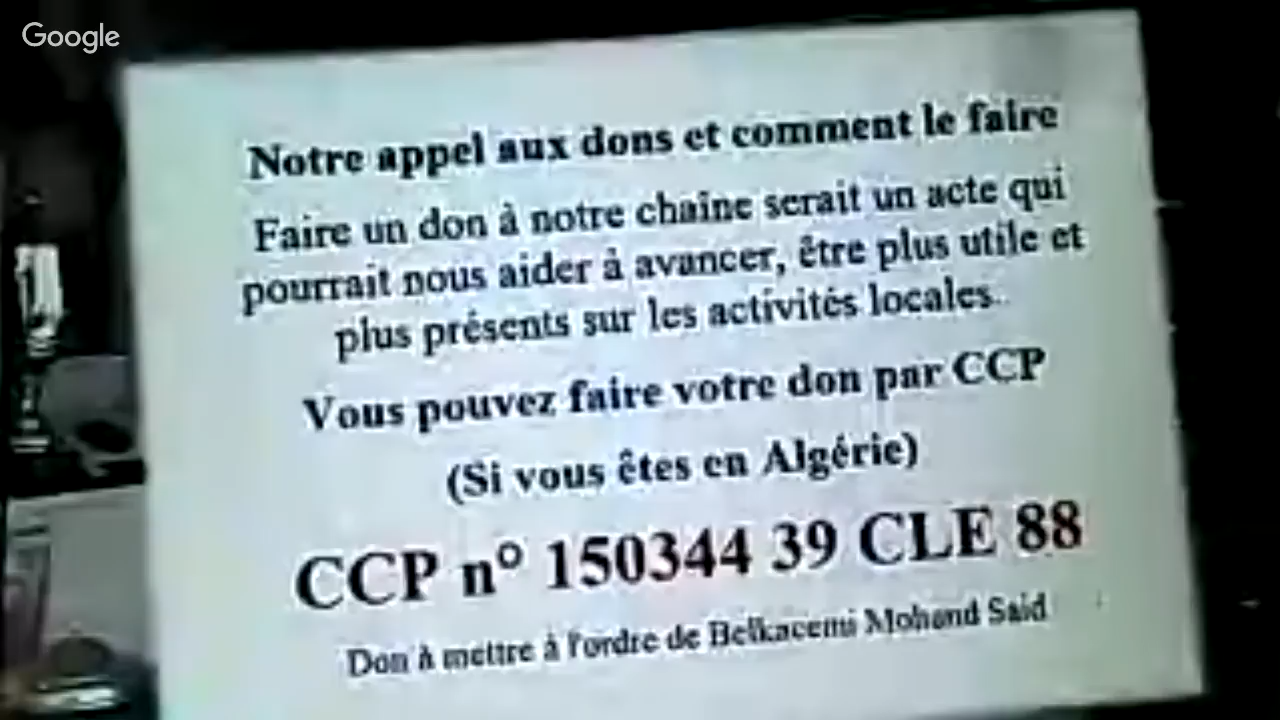 Google
Notre appel aux dons et comment le faire
Faire un don à notre chaîne serait un acte qui
pourrait nous aider à avancer, être plus utile et
plus présents sur les activités locales..
Vous pouvez faire votre don par CCP
(Si vous êtes en Algérie)
CCP n° 150344 39 CLE 88
Don à mettre à l'ordre de Belkacemi Mohand Said